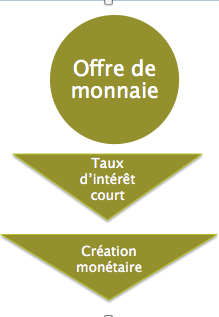 Offre de
monnaie
Taux
d'intérêt
court
Création
monétaire